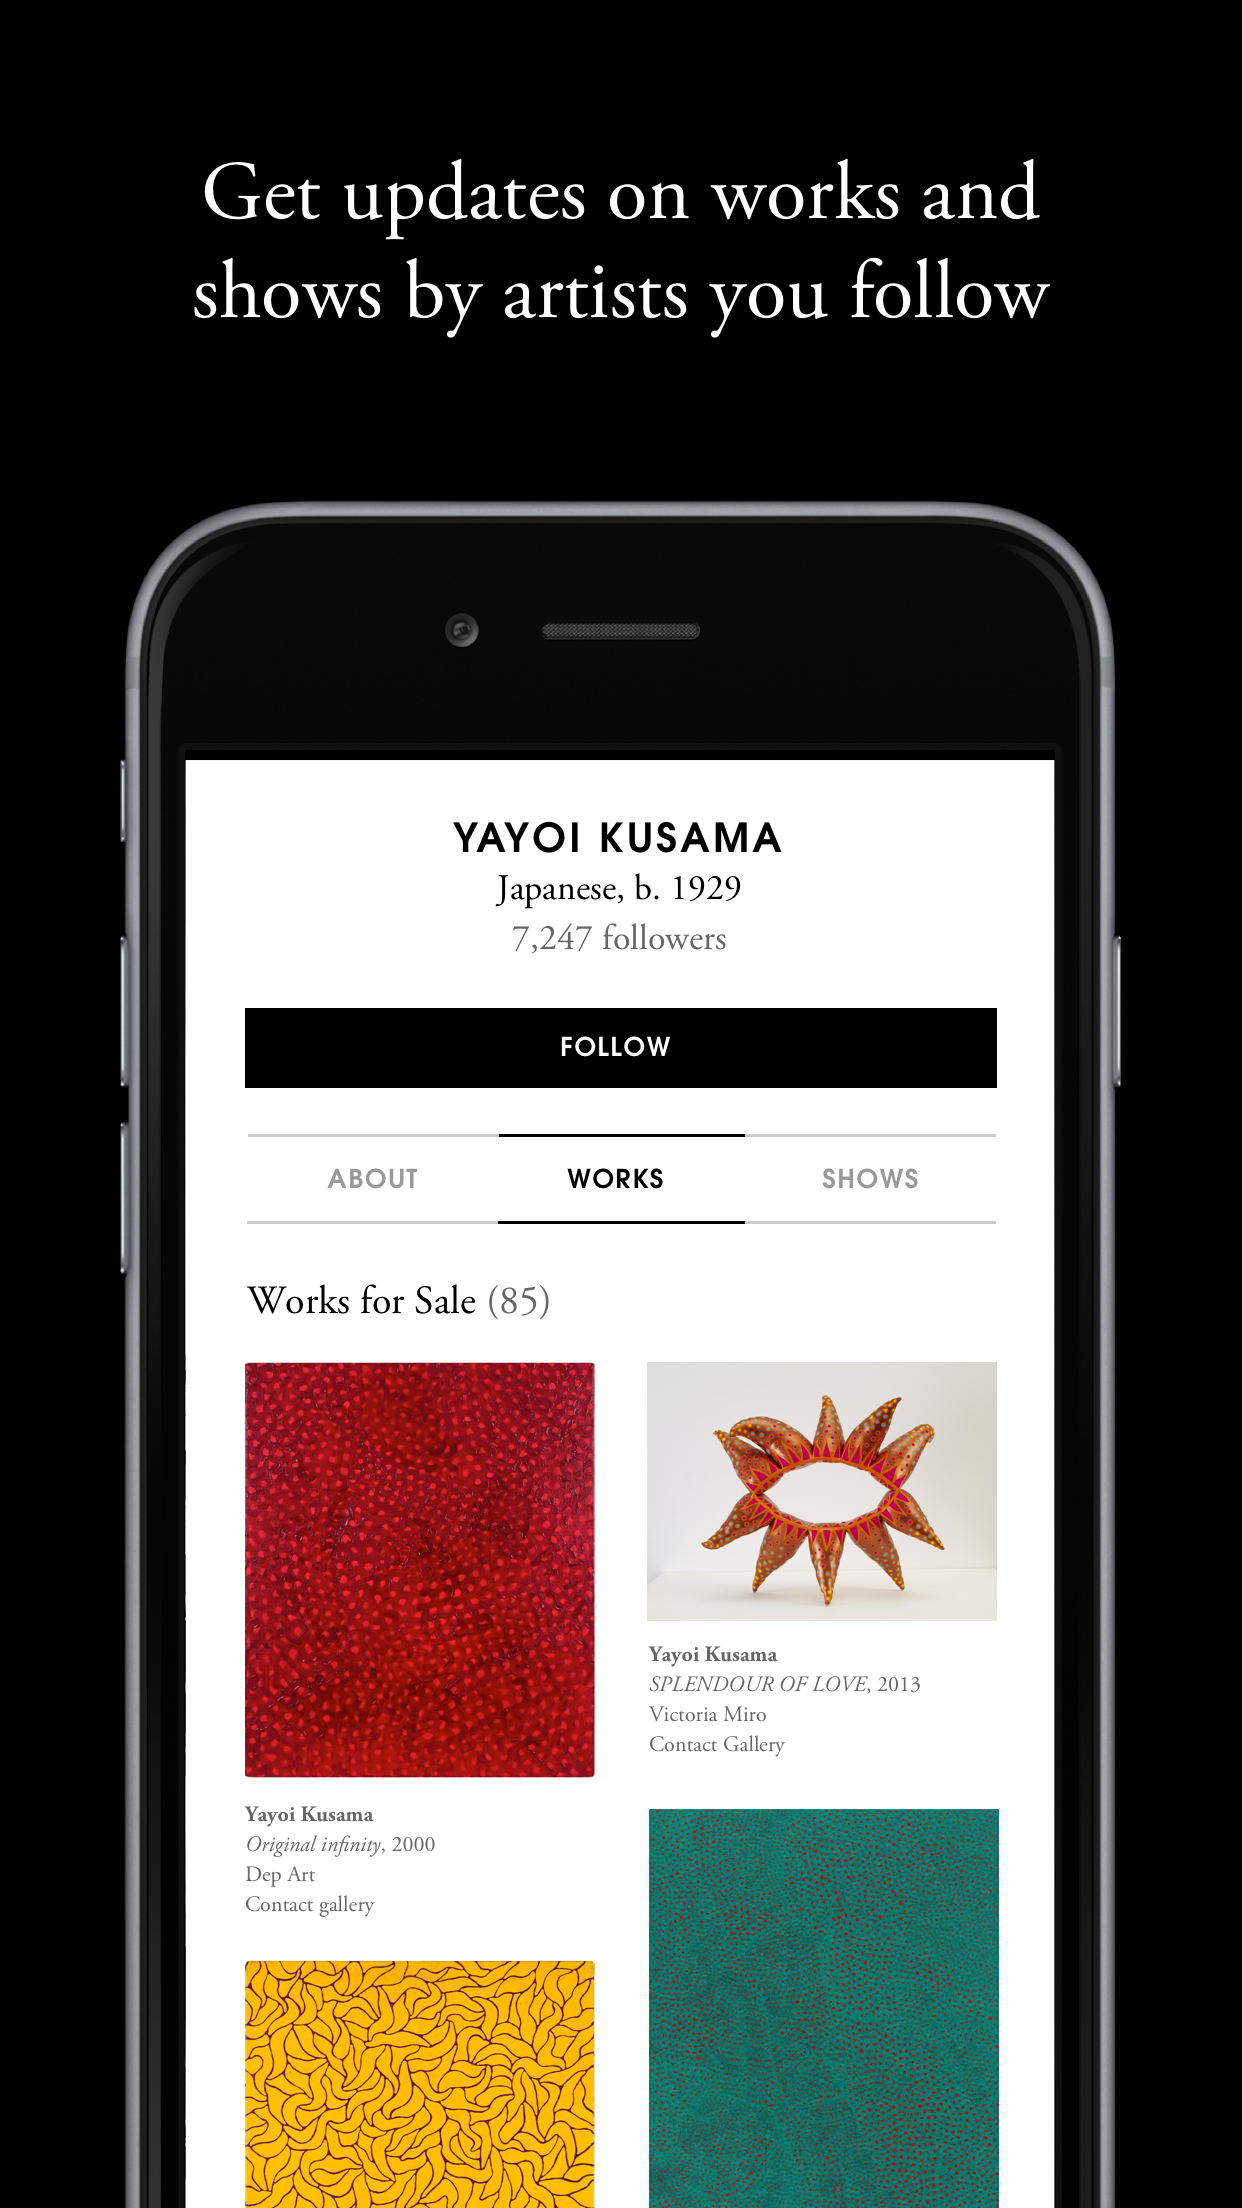 Get updates on works and
shows by artists you follow
YAYOI KUSAMA
Japanese, b. 1929
7,247 followers
FOLLOW
ABOUT WORKS SHOWS
Works for Sale (85)
Yayoi Kusama
Original infinity, 2000
Dep Art
Contact gallery
Yayoi Kusama
SPLENDOUR OF LOVE, 2013
Victoria Miro
Contact Gallery